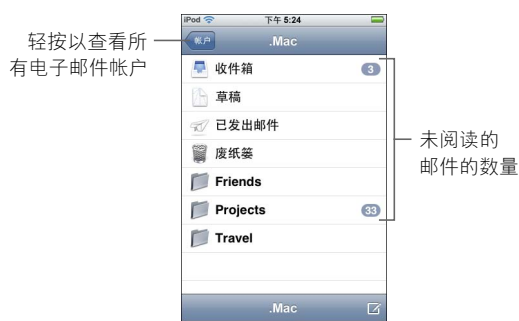 iPod 下午 5:24
帐户 .Mac
轻按以查看所
有电子邮件帐户
收件箱 3
草稿
已发出邮件
废纸篓
Friends
Projects 33
Travel
未阅读的
邮件的数量
.Mac